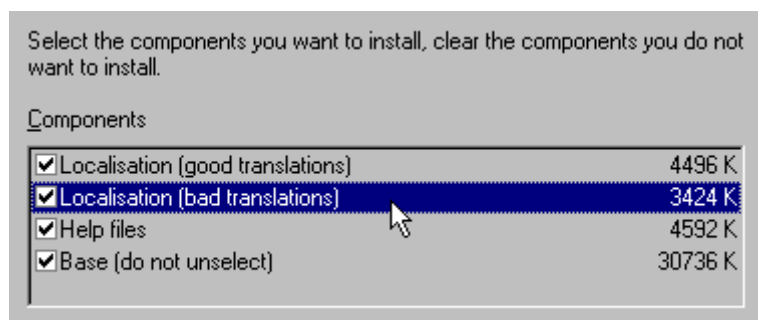 Select the components you want to install, clear the components you do not
want to install.
Components
Localisation (good translations) 4496 K
Localisation (bad translations) 3424 K
Help files 4592 K
Base (do not unselect) 30736 K